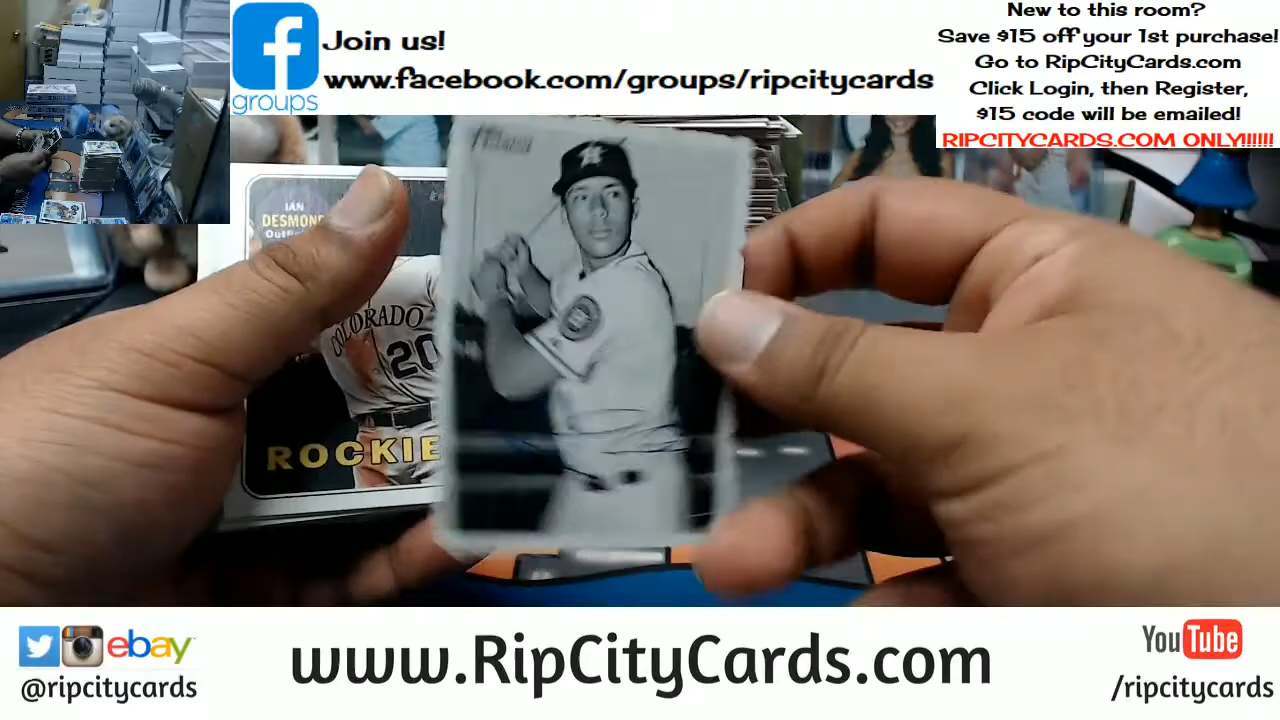 Join us!
www.facebook.com/groups/ripcitycards
groups
New to this room?
Save $15 off your 1st purchase!
Go to RipCityCards.com
Click Login, then Register,
$15 code will be emailed!
RIPCITYCARDS.COM ONLY!!!!!!
IAN
DESMOND
COLORADO
20
ROCKIE
ebay
@ripcitycards
www.RipCityCards.com
YouTube
/ripcitycards